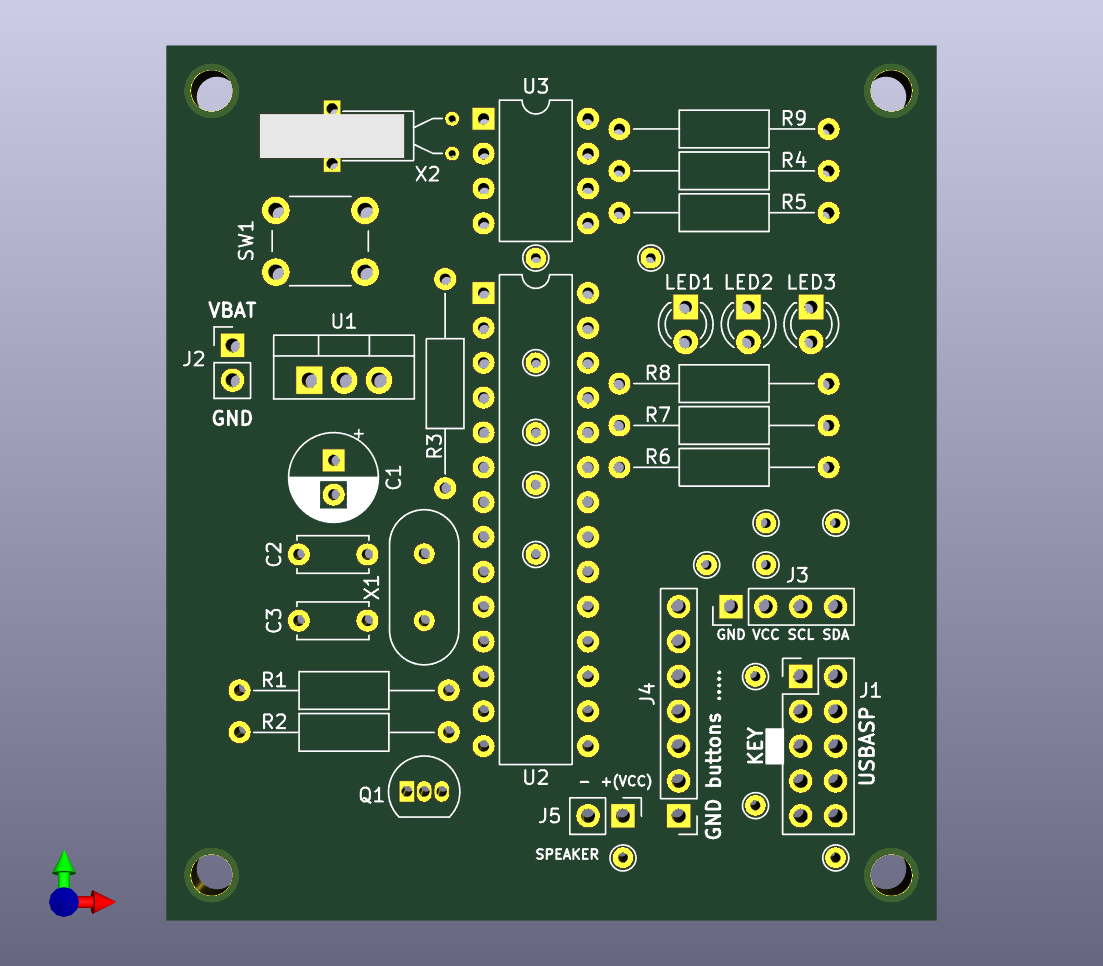 U3
R9
R4
X2
R5
SW1
LED1 LED2 LED3
VBAT
U1
J2
R8
GND
R7
+
R3
R6
C1
C2
X1
J3
C3
GND VCC SCL SDA
R1
J4
J1
R2
KEY
USBASP
GND buttons .....
U2
- +(VCC)
Q1
J5
SPEAKER